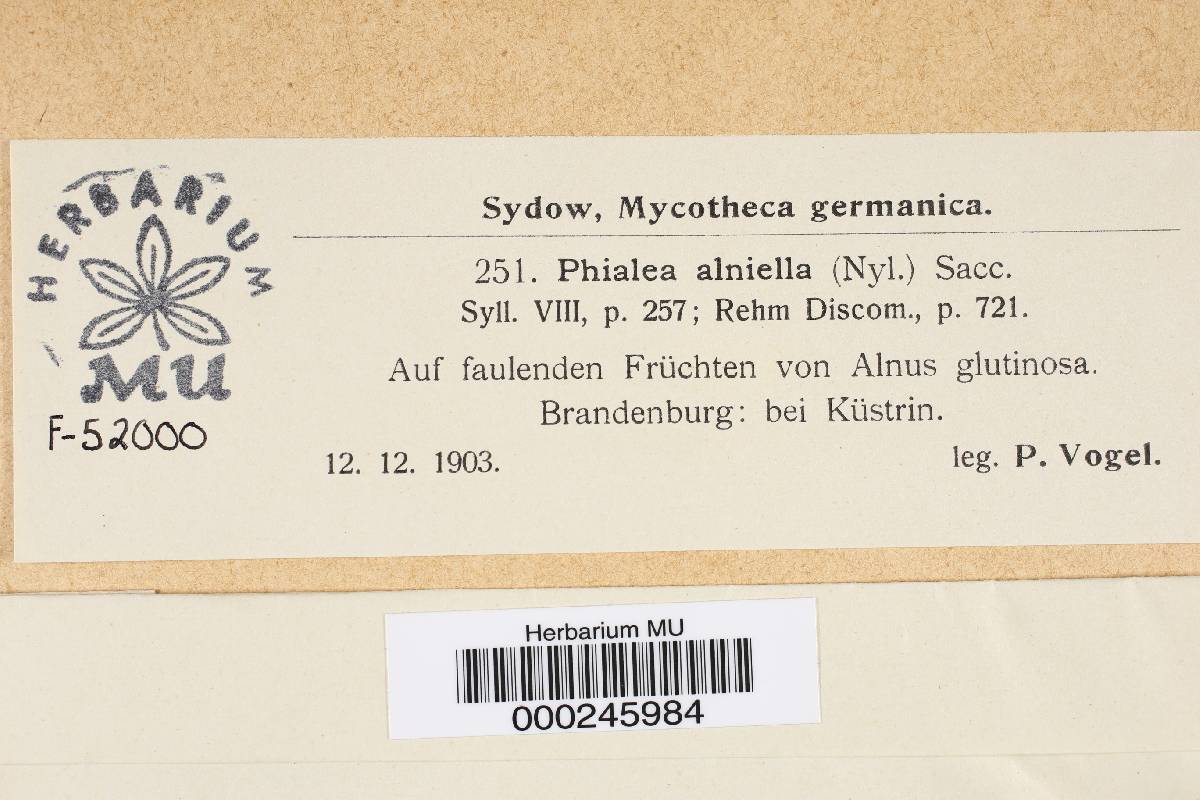 HERBARIUM
MU
F-52000
Sydow, Mycotheca germanica.
251. Phialea alniella (Nyl.) Sacc.
Syll. VIII, p. 257; Rehm Discom., p. 721.
Auf faulenden Früchten von Alnus glutinosa.
Brandenburg: bei Küstrin.
12. 12. 1903. leg. P. Vogel.
Herbarium MU
000245984